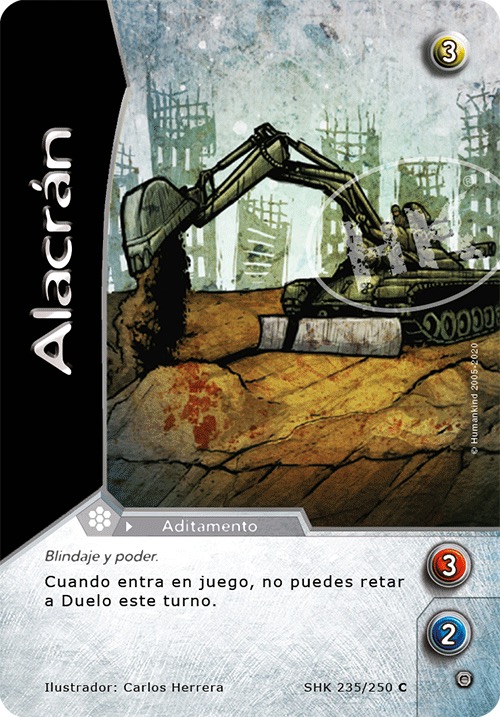 3
Alacrán
HK
®
© Humankind 2005-2020
Aditamento
Blindaje y poder.
Cuando entra en juego, no puedes retar
a Duelo este turno.
3
2
Ilustrador: Carlos Herrera
SHK 235/250 C